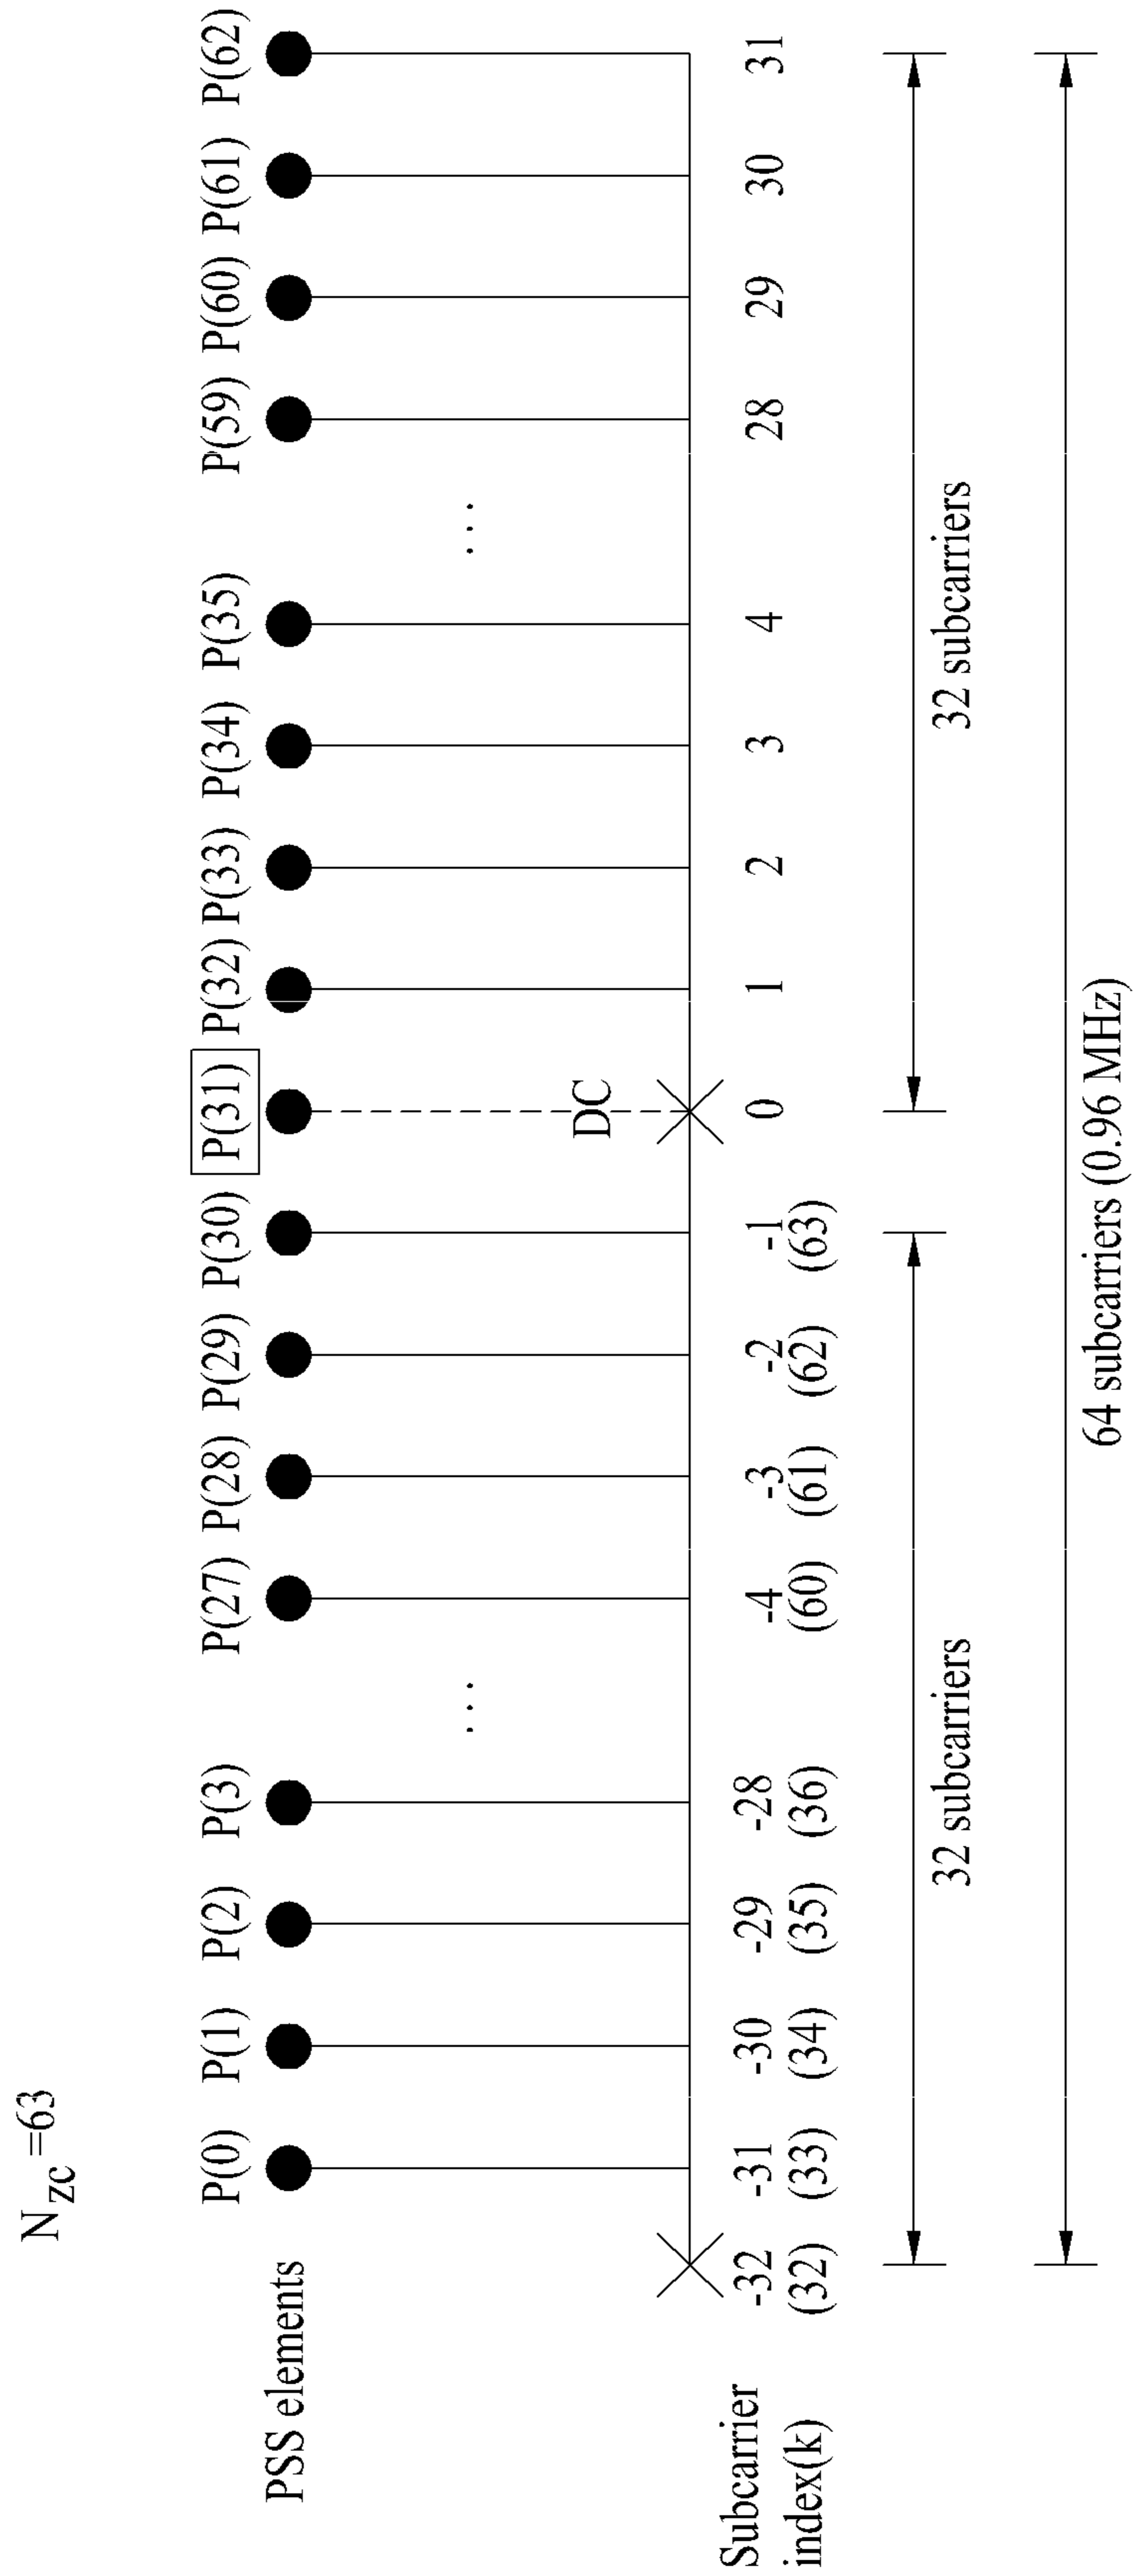 N_ZC=63
PSS elements P(0) P(1) P(2) P(3) P(27) P(28) P(29) P(30) P(31) P(32) P(33) P(34) P(35) P(59) P(60) P(61) P(62)
... ...
DC
Subcarrier -32 -31 -30 -29 -28 -4 -3 -2 -1 0 1 2 3 4 28 29 30 31
index(k) (32) (33) (34) (35) (36) (60) (61) (62) (63)
32 subcarriers 32 subcarriers
64 subcarriers (0.96 MHz)